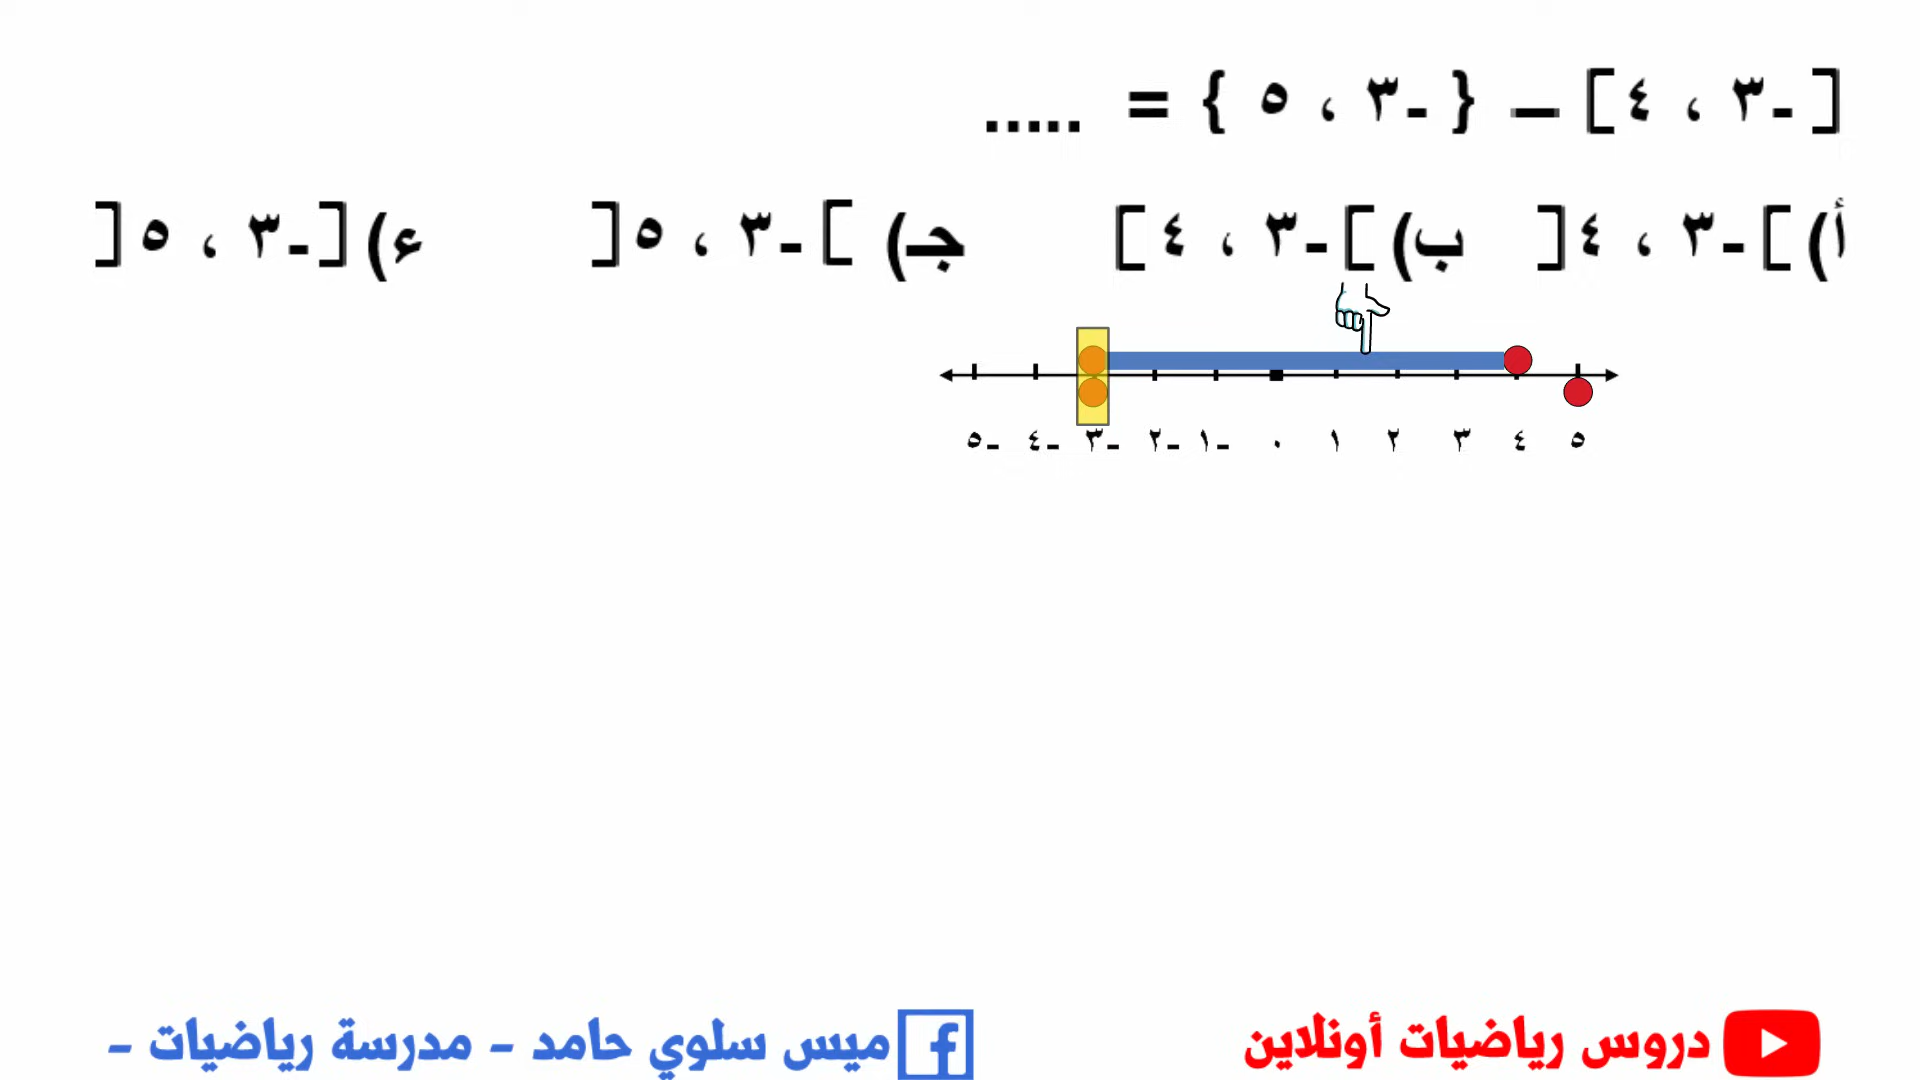 [ -٣ ، ٤ ] – { -٣ ، ٥ } = .....
أ) ]-٣ ، ٤[ ب) ]-٣ ، ٤ ] جـ) ] -٣ ، ٥[ ء) [-٣ ، ٥[
-٥ -٤ -٣ -٢ -١ ٠ ١ ٢ ٣ ٤ ٥
دروس رياضيات أونلاين
ميس سلوي حامد - مدرسة رياضيات -